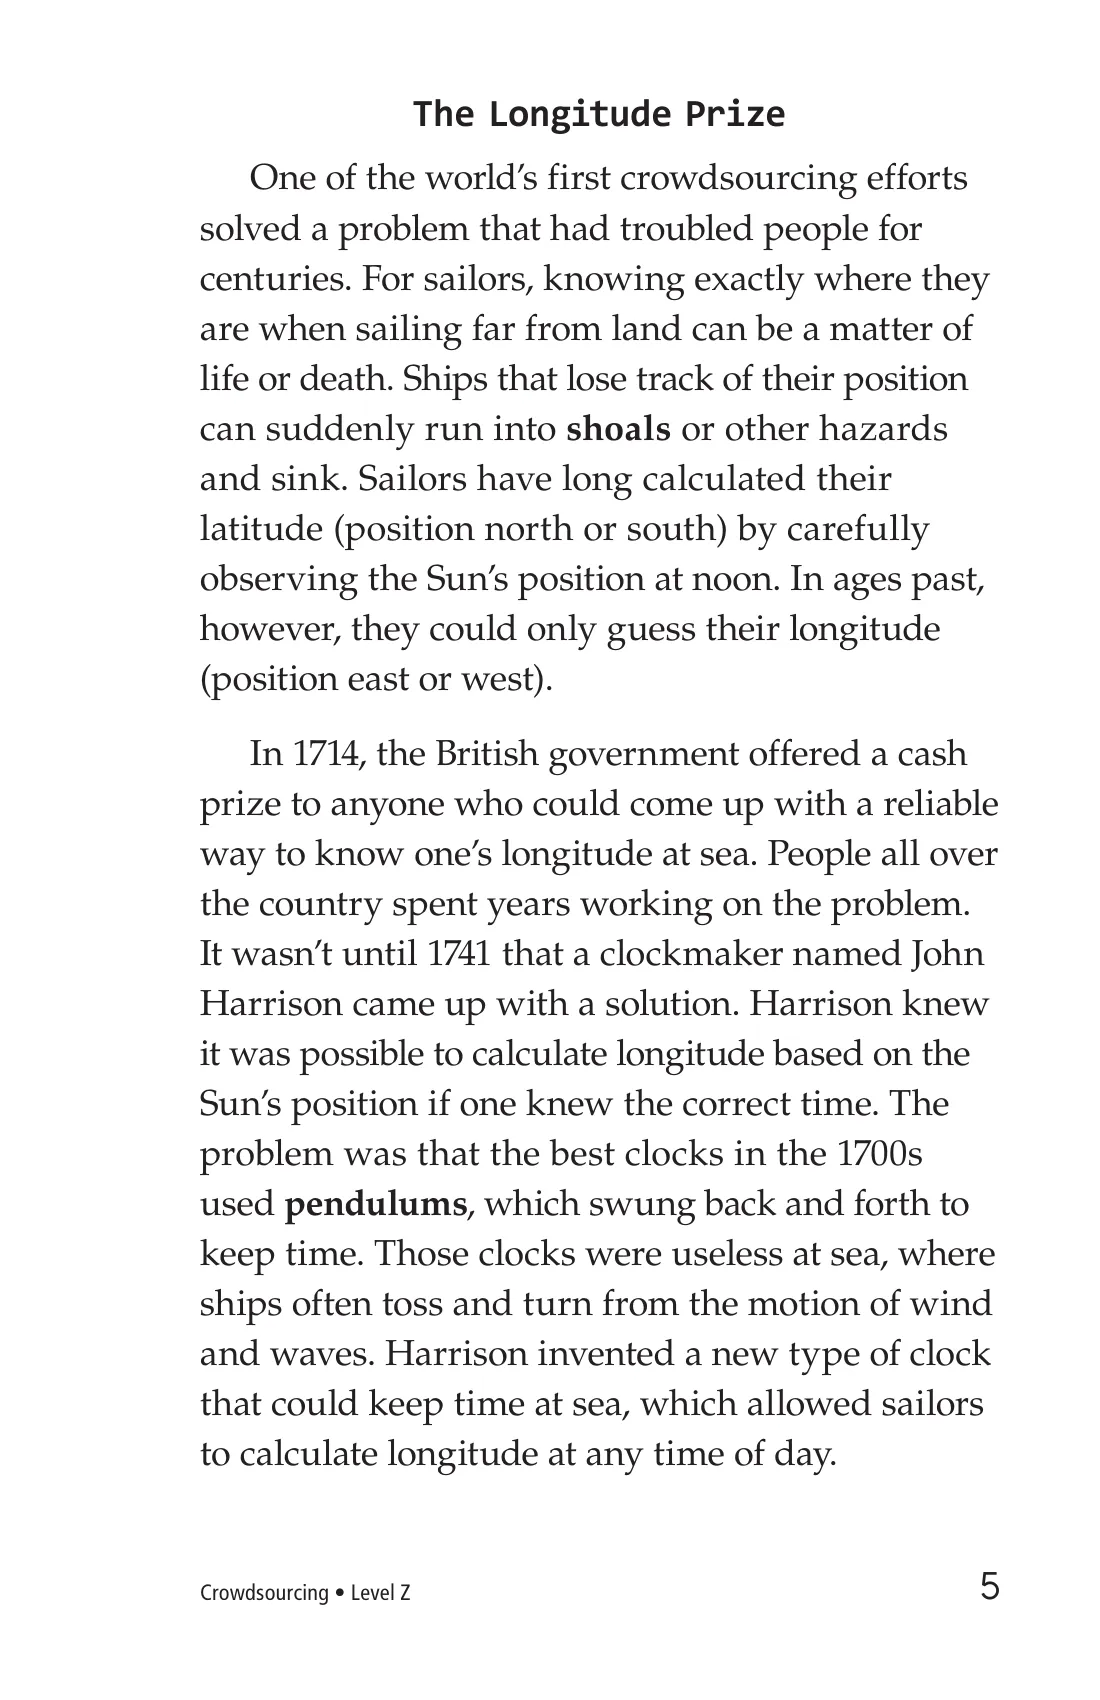 The Longitude Prize
One of the world’s first crowdsourcing efforts
solved a problem that had troubled people for
centuries. For sailors, knowing exactly where they
are when sailing far from land can be a matter of
life or death. Ships that lose track of their position
can suddenly run into shoals or other hazards
and sink. Sailors have long calculated their
latitude (position north or south) by carefully
observing the Sun’s position at noon. In ages past,
however, they could only guess their longitude
(position east or west).
In 1714, the British government offered a cash
prize to anyone who could come up with a reliable
way to know one’s longitude at sea. People all over
the country spent years working on the problem.
It wasn’t until 1741 that a clockmaker named John
Harrison came up with a solution. Harrison knew
it was possible to calculate longitude based on the
Sun’s position if one knew the correct time. The
problem was that the best clocks in the 1700s
used pendulums, which swung back and forth to
keep time. Those clocks were useless at sea, where
ships often toss and turn from the motion of wind
and waves. Harrison invented a new type of clock
that could keep time at sea, which allowed sailors
to calculate longitude at any time of day.
Crowdsourcing • Level Z
5